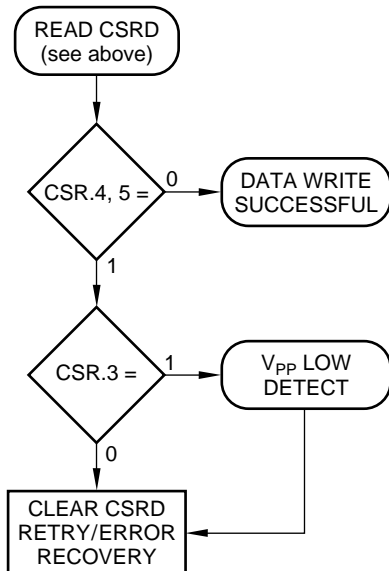 READ CSRD
(see above)
CSR.4, 5 =
0
DATA WRITE
SUCCESSFUL
1
CSR.3 =
1
VPP LOW
DETECT
0
CLEAR CSRD
RETRY/ERROR
RECOVERY